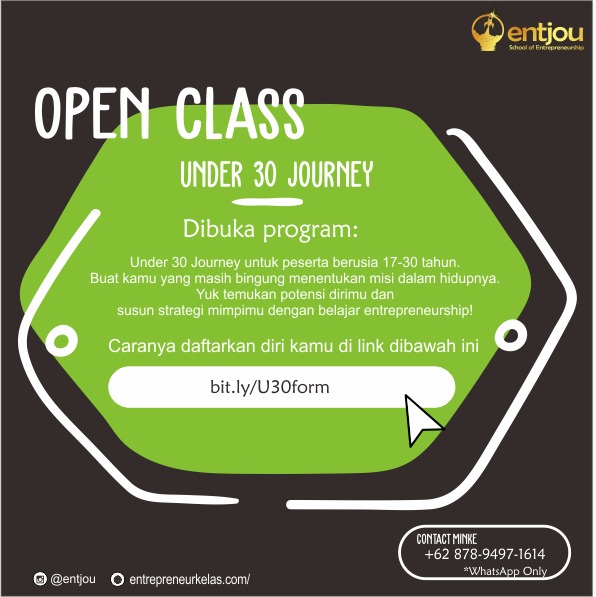 entjou
School of Entrepreneurship
OPEN CLASS
UNDER 30 JOURNEY
Dibuka program:
Under 30 Journey untuk peserta berusia 17-30 tahun.
Buat kamu yang masih bingung menentukan misi dalam hidupnya.
Yuk temukan potensi dirimu dan
susun strategi mimpimu dengan belajar entrepreneurship!
Caranya daftarkan diri kamu di link dibawah ini
bit.ly/U30form
CONTACT MINKE
+62 878-9497-1614
*WhatsApp Only
@entjou entrepreneurkelas.com/